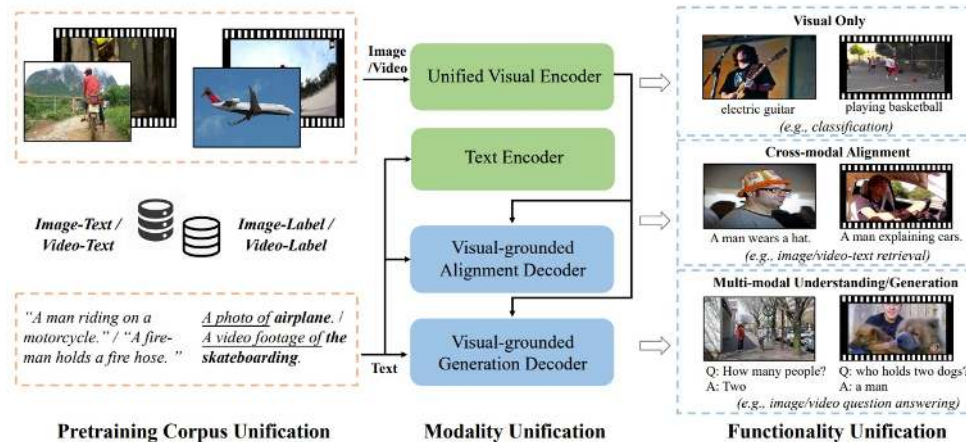 Image
/Video
Image-Text /
Video-Text
Image-Label /
Video-Label
“A man riding on a
motorcycle.” / “A fire-
man holds a fire hose. ”
A photo of airplane. /
A video footage of the
skateboarding.
Text
Pretraining Corpus Unification
Unified Visual Encoder
Text Encoder
Visual-grounded
Alignment Decoder
Visual-grounded
Generation Decoder
Modality Unification
Visual Only
electric guitar
playing basketball
(e.g., classification)
Cross-modal Alignment
A man wears a hat.
A man explaining cars.
(e.g., image/video-text retrieval)
Multi-modal Understanding/Generation
Q: How many people?
A: Two
Q: who holds two dogs?
A: a man
(e.g., image/video question answering)
Functionality Unification